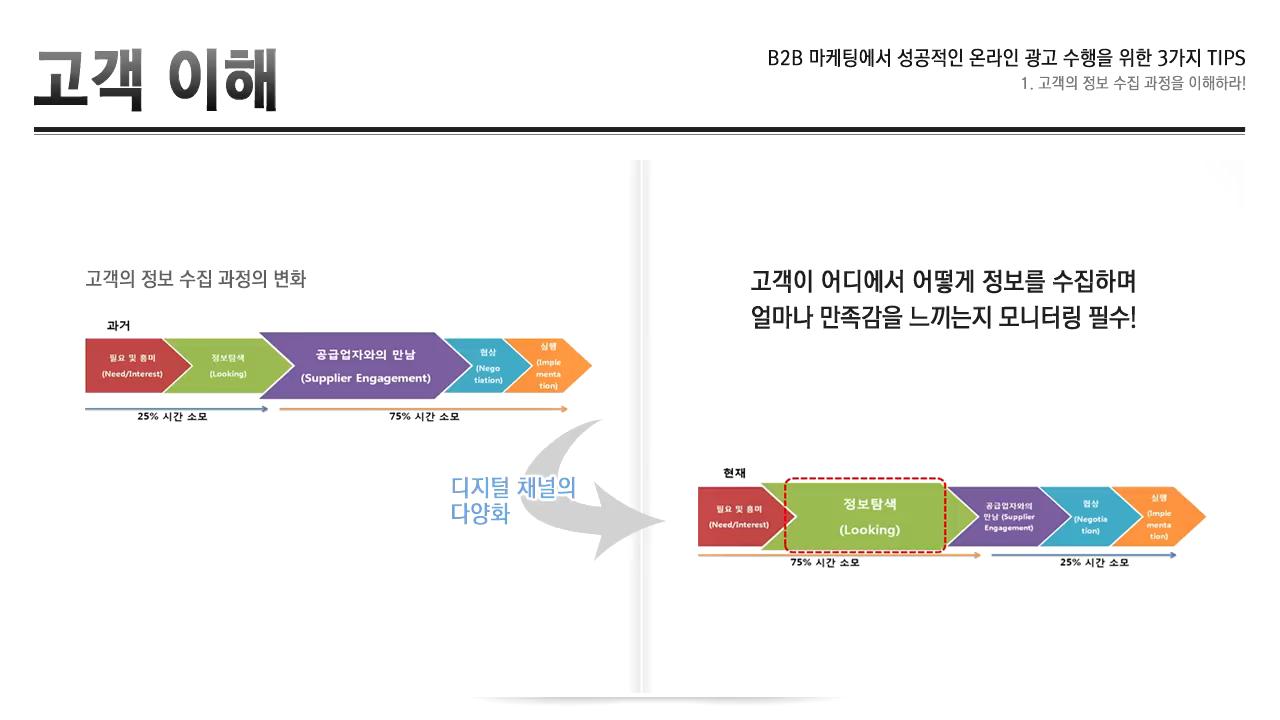 고객 이해
B2B 마케팅에서 성공적인 온라인 광고 수행을 위한 3가지 TIPS
1. 고객의 정보 수집 과정을 이해하라!
고객의 정보 수집 과정의 변화
과거
필요 및 흥미
(Need/Interest)
정보탐색
(Looking)
공급업자와의 만남
(Supplier Engagement)
협상
(Nego
tiation)
실행
(Imple
menta
tion)
25% 시간 소모
75% 시간 소모
디지털 채널의
다양화
고객이 어디에서 어떻게 정보를 수집하며
얼마나 만족감을 느끼는지 모니터링 필수!
현재
필요 및 흥미
(Need/Interest)
정보탐색
(Looking)
공급업자와의
만남 (Supplier
Engagement)
협상
(Negotia
tion)
실행
(Imple
menta
tion)
75% 시간 소모
25% 시간 소모